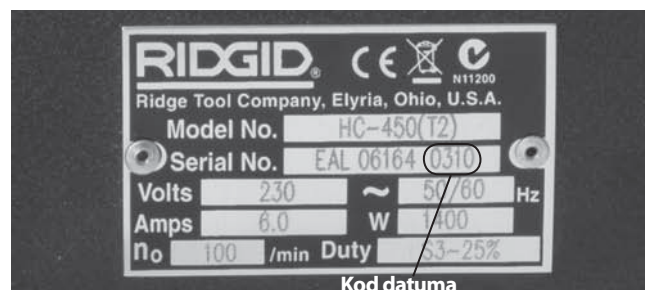 RIDGID® CE
N11200
Ridge Tool Company, Elyria, Ohio, U.S.A.
Model No. HC-450(T2)
Serial No. EAL 06164 0310
Volts 230 ~ 50/60 Hz
Amps 6.0 W 1400
no 100 /min Duty S3~25%
Kod datuma